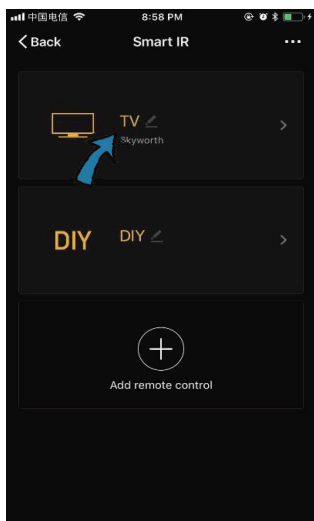 中国电信 8:58 PM
Back Smart IR
TV
Skyworth
DIY DIY
Add remote control